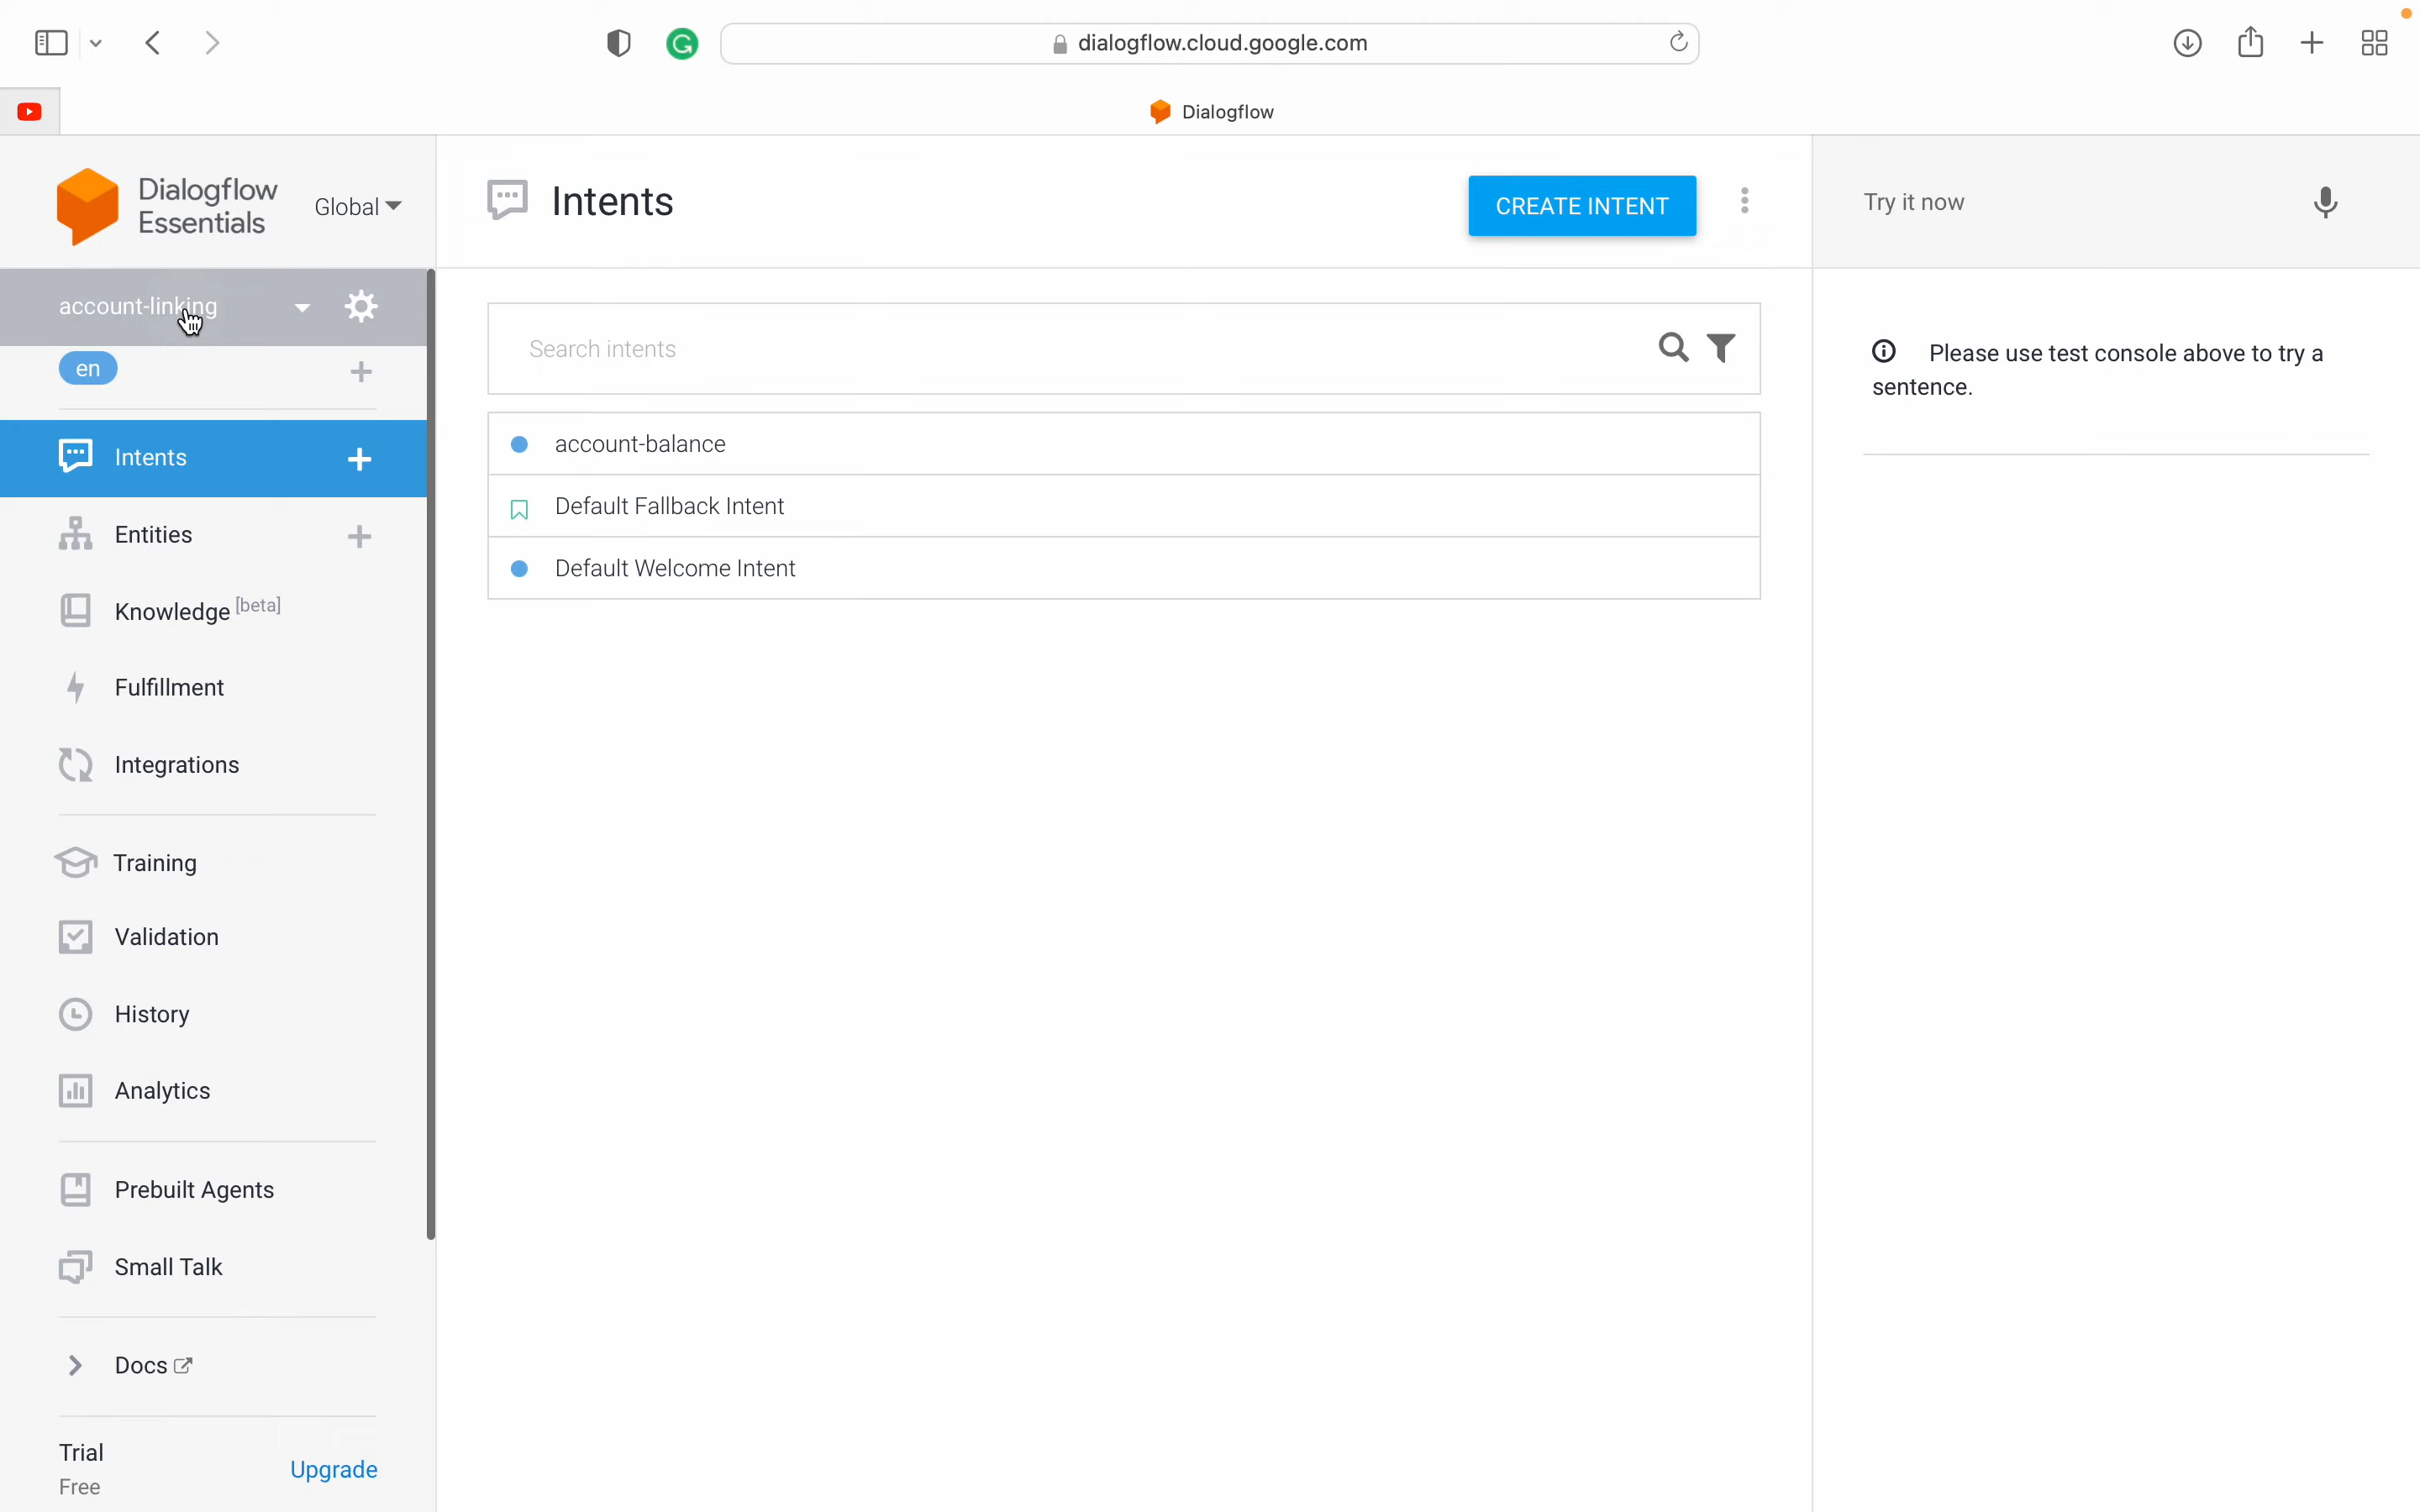 dialogflow.cloud.google.com
Dialogflow
Dialogflow
Essentials
Global
Intents
CREATE INTENT
Try it now
account-linking
en
Search intents
Please use test console above to try a
sentence.
Intents
account-balance
Default Fallback Intent
Default Welcome Intent
Entities
Knowledge [beta]
Fulfillment
Integrations
Training
Validation
History
Analytics
Prebuilt Agents
Small Talk
Docs
Trial
Free
Upgrade